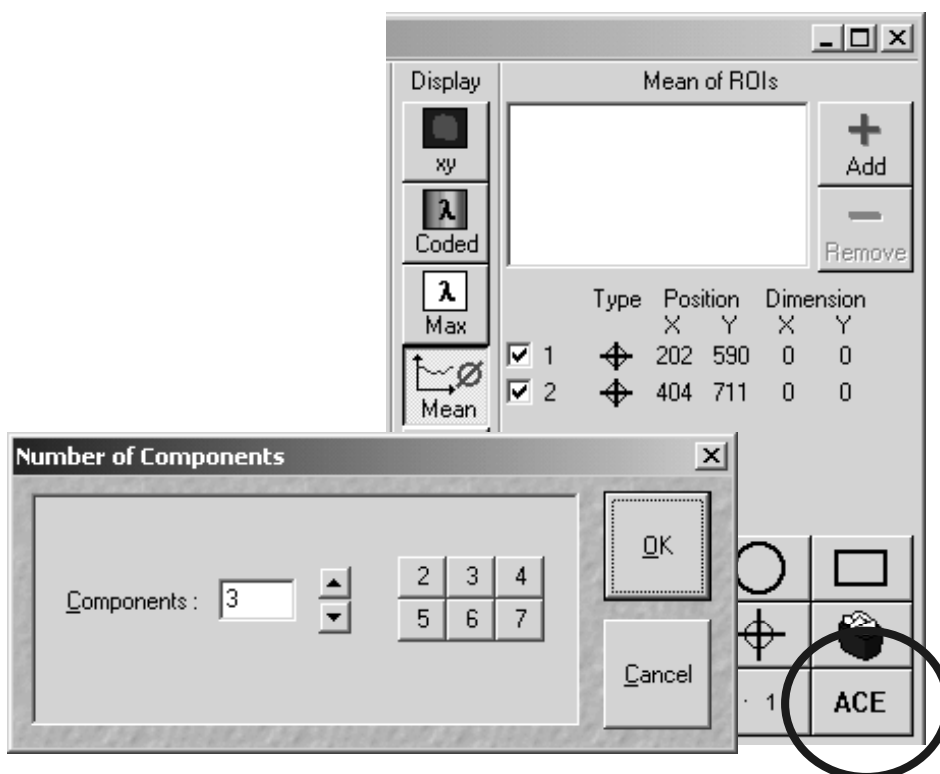 Display
Mean of ROIs
xy
Add
λ
Coded
Remove
λ
Max
Type Position Dimension
X Y X Y
1 202 590 0 0
2 404 711 0 0
Ø
Mean
Number of Components
OK
Components : 3
2 3 4
5 6 7
Cancel
· 1
ACE